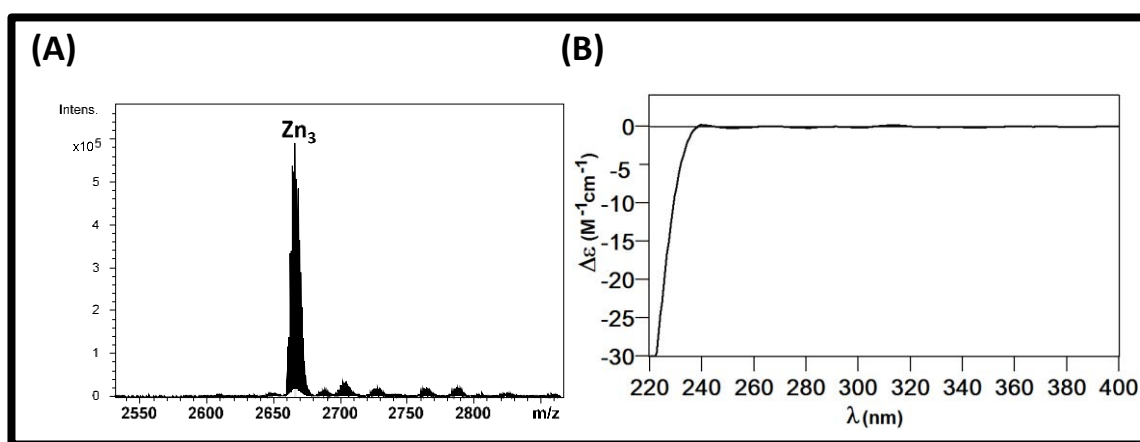 (A)
Intens.
x10⁵
5
4
3
2
1
0
Zn₃
2550 2600 2650 2700 2750 2800 m/z
(B)
Δε (M⁻¹cm⁻¹)
0
-5
-10
-15
-20
-25
-30
220 240 260 280 300 320 340 360 380 400
λ (nm)